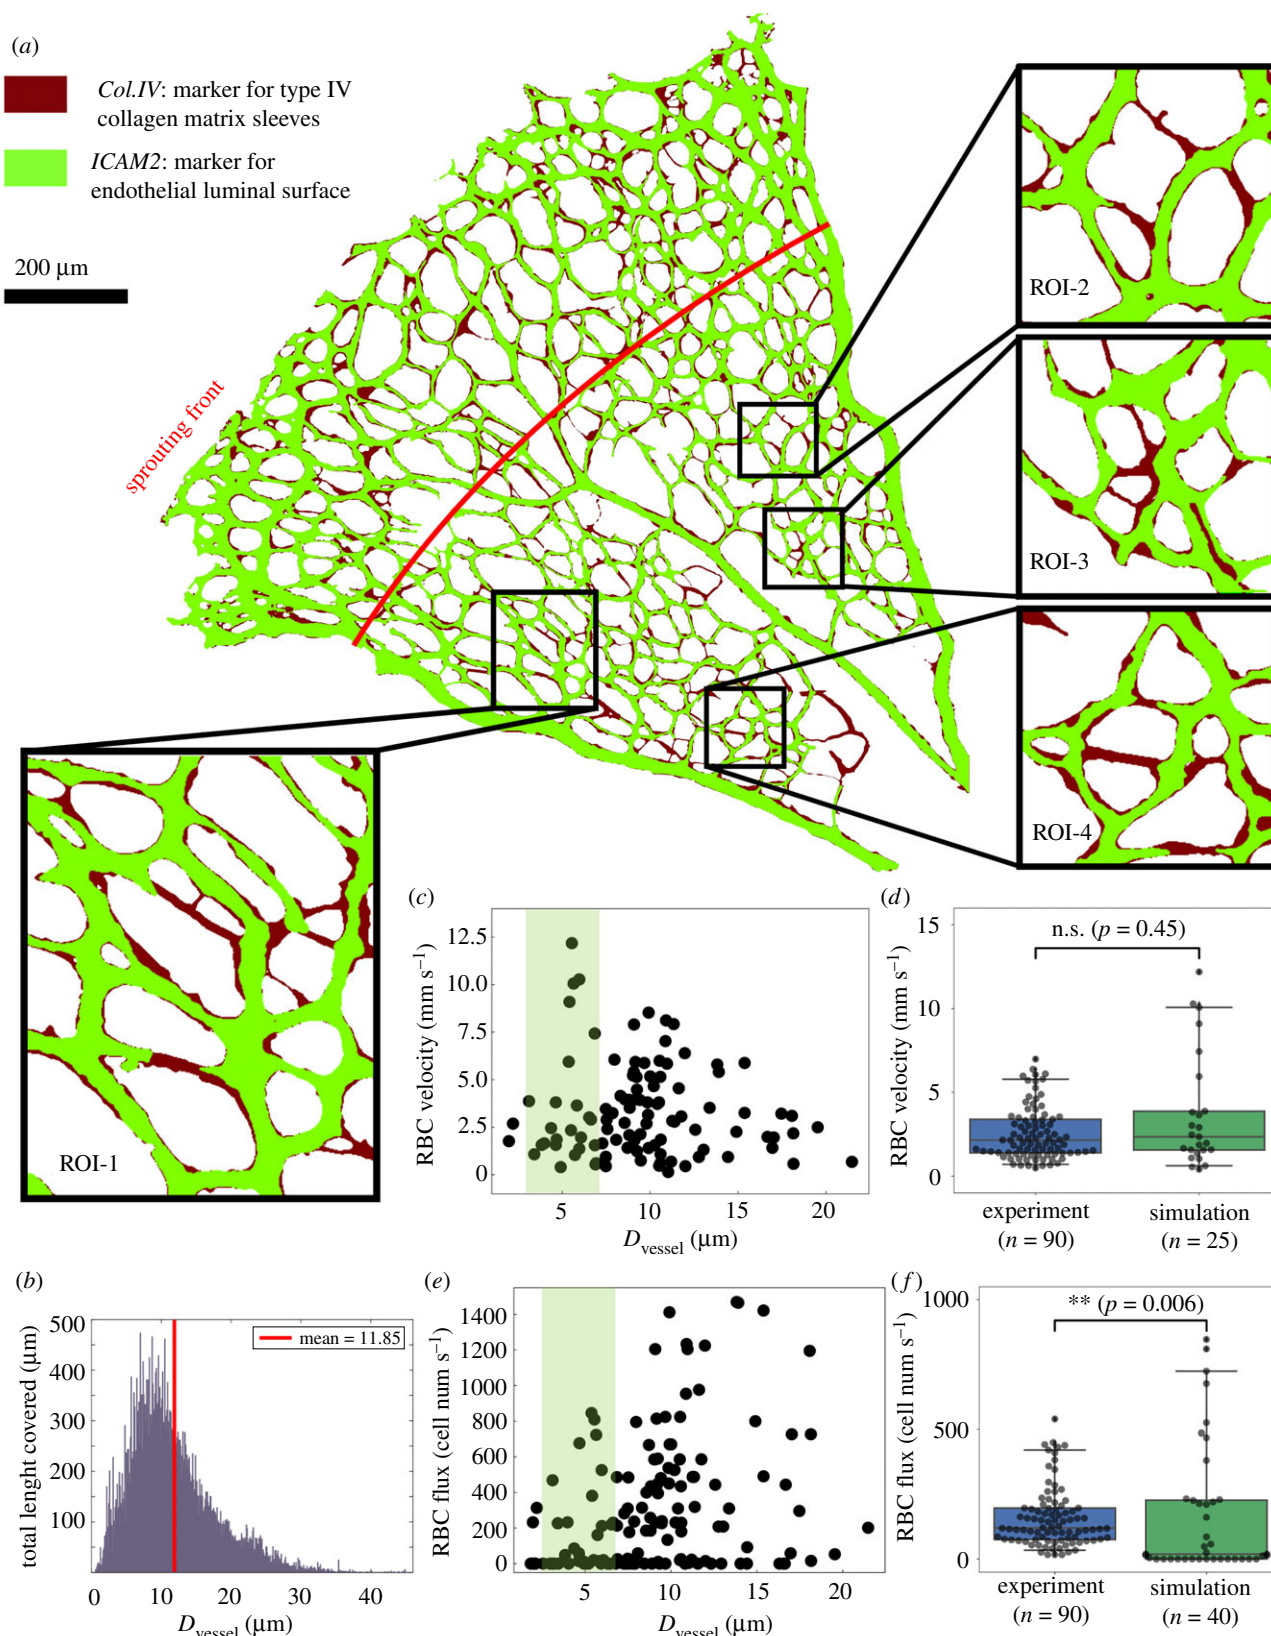 (a)
Col.IV: marker for type IV
collagen matrix sleeves
ICAM2: marker for
endothelial luminal surface
200 μm
sprouting front
ROI-2
ROI-3
ROI-4
ROI-1
(c)
12.5
10.0
7.5
5.0
2.5
0
RBC velocity (mm s⁻¹)
5 10 15 20
D_vessel (μm)
(d)
15
10
5
0
RBC velocity (mm s⁻¹)
n.s. (p = 0.45)
experiment simulation
(n = 90) (n = 25)
(b)
500
400
300
200
100
total lenght covered (μm)
mean = 11.85
0 10 20 30 40
D_vessel (μm)
(e)
1400
1200
1000
800
600
400
200
0
RBC flux (cell num s⁻¹)
5 10 15 20
D_vessel (μm)
(f)
1000
500
0
RBC flux (cell num s⁻¹)
** (p = 0.006)
experiment simulation
(n = 90) (n = 40)